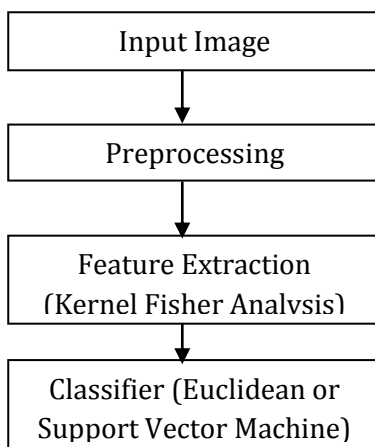 Input Image
Preprocessing
Feature Extraction
(Kernel Fisher Analysis)
Classifier (Euclidean or
Support Vector Machine)